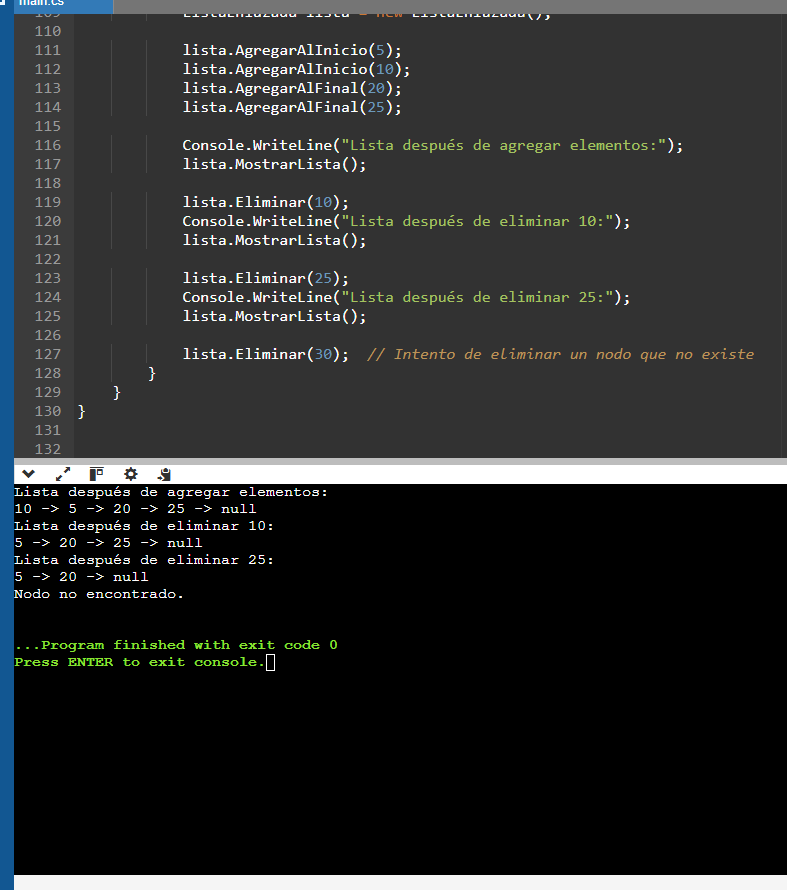 main.cs
109 ListaEnlazada lista = new ListaEnlazada();
110
111 lista.AgregarAlInicio(5);
112 lista.AgregarAlInicio(10);
113 lista.AgregarAlFinal(20);
114 lista.AgregarAlFinal(25);
115
116 Console.WriteLine("Lista después de agregar elementos:");
117 lista.MostrarLista();
118
119 lista.Eliminar(10);
120 Console.WriteLine("Lista después de eliminar 10:");
121 lista.MostrarLista();
122
123 lista.Eliminar(25);
124 Console.WriteLine("Lista después de eliminar 25:");
125 lista.MostrarLista();
126
127 lista.Eliminar(30); // Intento de eliminar un nodo que no existe
128 }
129 }
130 }
131
132
Lista después de agregar elementos:
10 -> 5 -> 20 -> 25 -> null
Lista después de eliminar 10:
5 -> 20 -> 25 -> null
Lista después de eliminar 25:
5 -> 20 -> null
Nodo no encontrado.
...Program finished with exit code 0
Press ENTER to exit console.